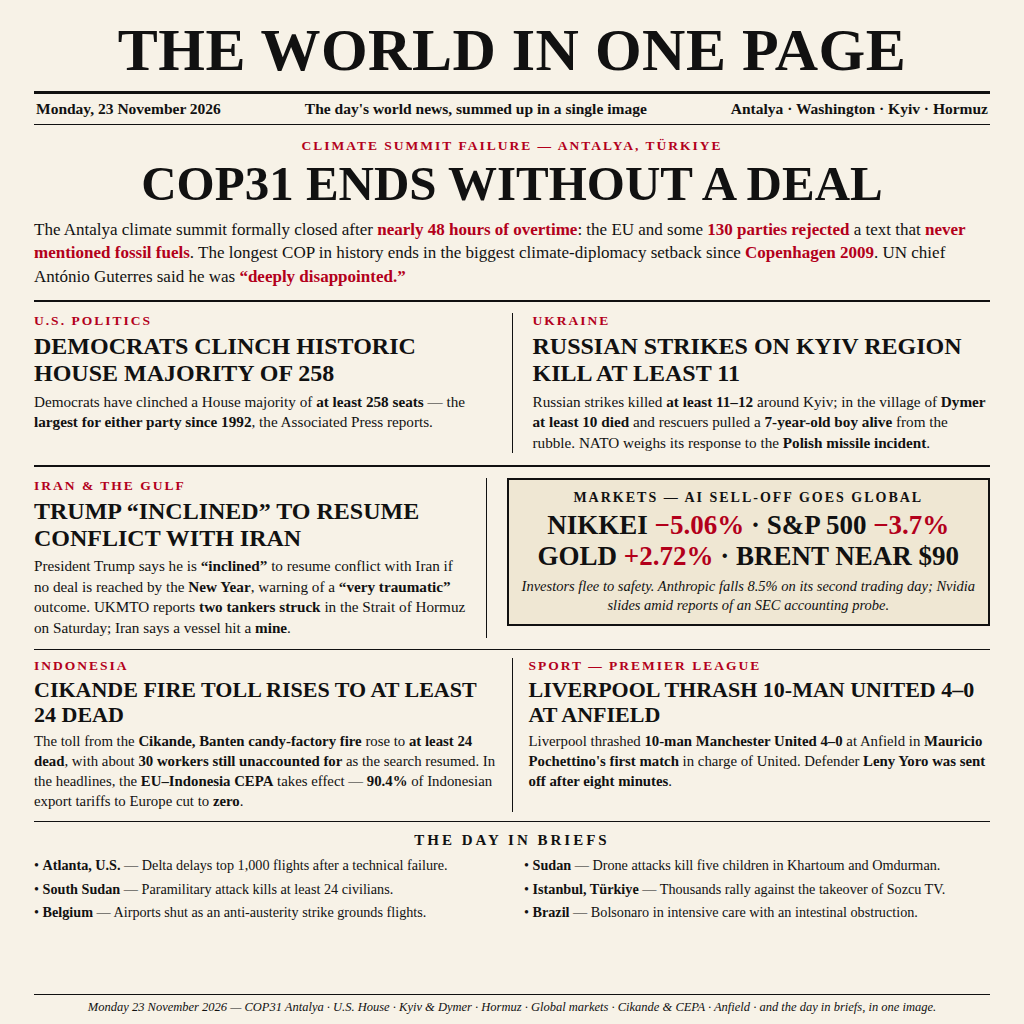 THE WORLD IN ONE PAGE
Monday, 23 November 2026
The day's world news, summed up in a single image
Antalya · Washington · Kyiv · Hormuz
CLIMATE SUMMIT FAILURE — ANTALYA, TÜRKIYE
COP31 ENDS WITHOUT A DEAL
The Antalya climate summit formally closed after nearly 48 hours of overtime: the EU and some 130 parties rejected a text that never
mentioned fossil fuels. The longest COP in history ends in the biggest climate-diplomacy setback since Copenhagen 2009. UN chief
António Guterres said he was “deeply disappointed.”
U.S. POLITICS
DEMOCRATS CLINCH HISTORIC
HOUSE MAJORITY OF 258
Democrats have clinched a House majority of at least 258 seats — the
largest for either party since 1992, the Associated Press reports.
UKRAINE
RUSSIAN STRIKES ON KYIV REGION
KILL AT LEAST 11
Russian strikes killed at least 11–12 around Kyiv; in the village of Dymer
at least 10 died and rescuers pulled a 7-year-old boy alive from the
rubble. NATO weighs its response to the Polish missile incident.
IRAN & THE GULF
TRUMP “INCLINED” TO RESUME
CONFLICT WITH IRAN
President Trump says he is “inclined” to resume conflict with Iran if
no deal is reached by the New Year, warning of a “very traumatic”
outcome. UKMTO reports two tankers struck in the Strait of Hormuz
on Saturday; Iran says a vessel hit a mine.
MARKETS — AI SELL-OFF GOES GLOBAL
NIKKEI −5.06% · S&P 500 −3.7%
GOLD +2.72% · BRENT NEAR $90
Investors flee to safety. Anthropic falls 8.5% on its second trading day; Nvidia
slides amid reports of an SEC accounting probe.
INDONESIA
CIKANDE FIRE TOLL RISES TO AT LEAST
24 DEAD
The toll from the Cikande, Banten candy-factory fire rose to at least 24
dead, with about 30 workers still unaccounted for as the search resumed. In
the headlines, the EU–Indonesia CEPA takes effect — 90.4% of Indonesian
export tariffs to Europe cut to zero.
SPORT — PREMIER LEAGUE
LIVERPOOL THRASH 10-MAN UNITED 4–0
AT ANFIELD
Liverpool thrashed 10-man Manchester United 4–0 at Anfield in Mauricio
Pochettino's first match in charge of United. Defender Leny Yoro was sent
off after eight minutes.
THE DAY IN BRIEFS
• Atlanta, U.S. — Delta delays top 1,000 flights after a technical failure.
• South Sudan — Paramilitary attack kills at least 24 civilians.
• Belgium — Airports shut as an anti-austerity strike grounds flights.
• Sudan — Drone attacks kill five children in Khartoum and Omdurman.
• Istanbul, Türkiye — Thousands rally against the takeover of Sozcu TV.
• Brazil — Bolsonaro in intensive care with an intestinal obstruction.
Monday 23 November 2026 — COP31 Antalya · U.S. House · Kyiv & Dymer · Hormuz · Global markets · Cikande & CEPA · Anfield · and the day in briefs, in one image.